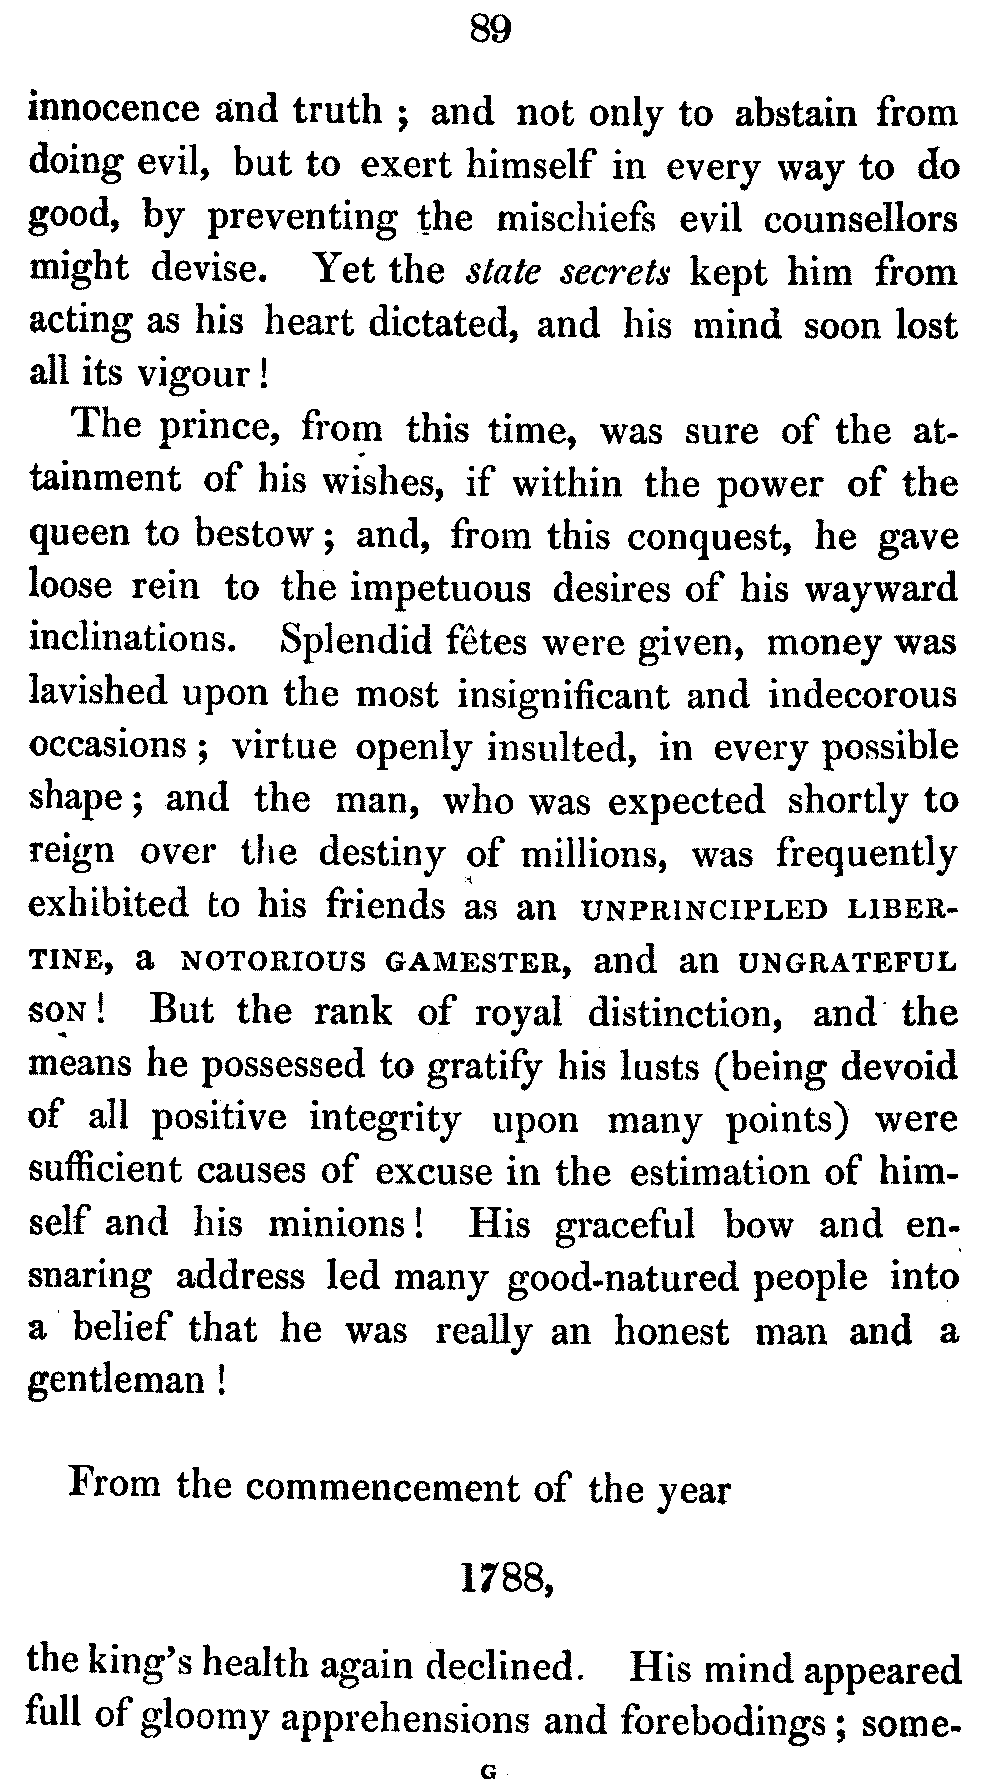 89
innocence and truth ; and not only to abstain from
doing evil, but to exert himself in every way to do
good, by preventing the mischiefs evil counsellors
might devise. Yet the state secrets kept him from
acting as his heart dictated, and his mind soon lost
all its vigour !
The prince, from this time, was sure of the at-
tainment of his wishes, if within the power of the
queen to bestow ; and, from this conquest, he gave
loose rein to the impetuous desires of his wayward
inclinations. Splendid fêtes were given, money was
lavished upon the most insignificant and indecorous
occasions ; virtue openly insulted, in every possible
shape ; and the man, who was expected shortly to
reign over the destiny of millions, was frequently
exhibited to his friends as an UNPRINCIPLED LIBER-
TINE, a NOTORIOUS GAMESTER, and an UNGRATEFUL
SON ! But the rank of royal distinction, and the
means he possessed to gratify his lusts (being devoid
of all positive integrity upon many points) were
sufficient causes of excuse in the estimation of him-
self and his minions ! His graceful bow and en-
snaring address led many good-natured people into
a belief that he was really an honest man and a
gentleman !
From the commencement of the year
1788,
the king's health again declined. His mind appeared
full of gloomy apprehensions and forebodings ; some-
G